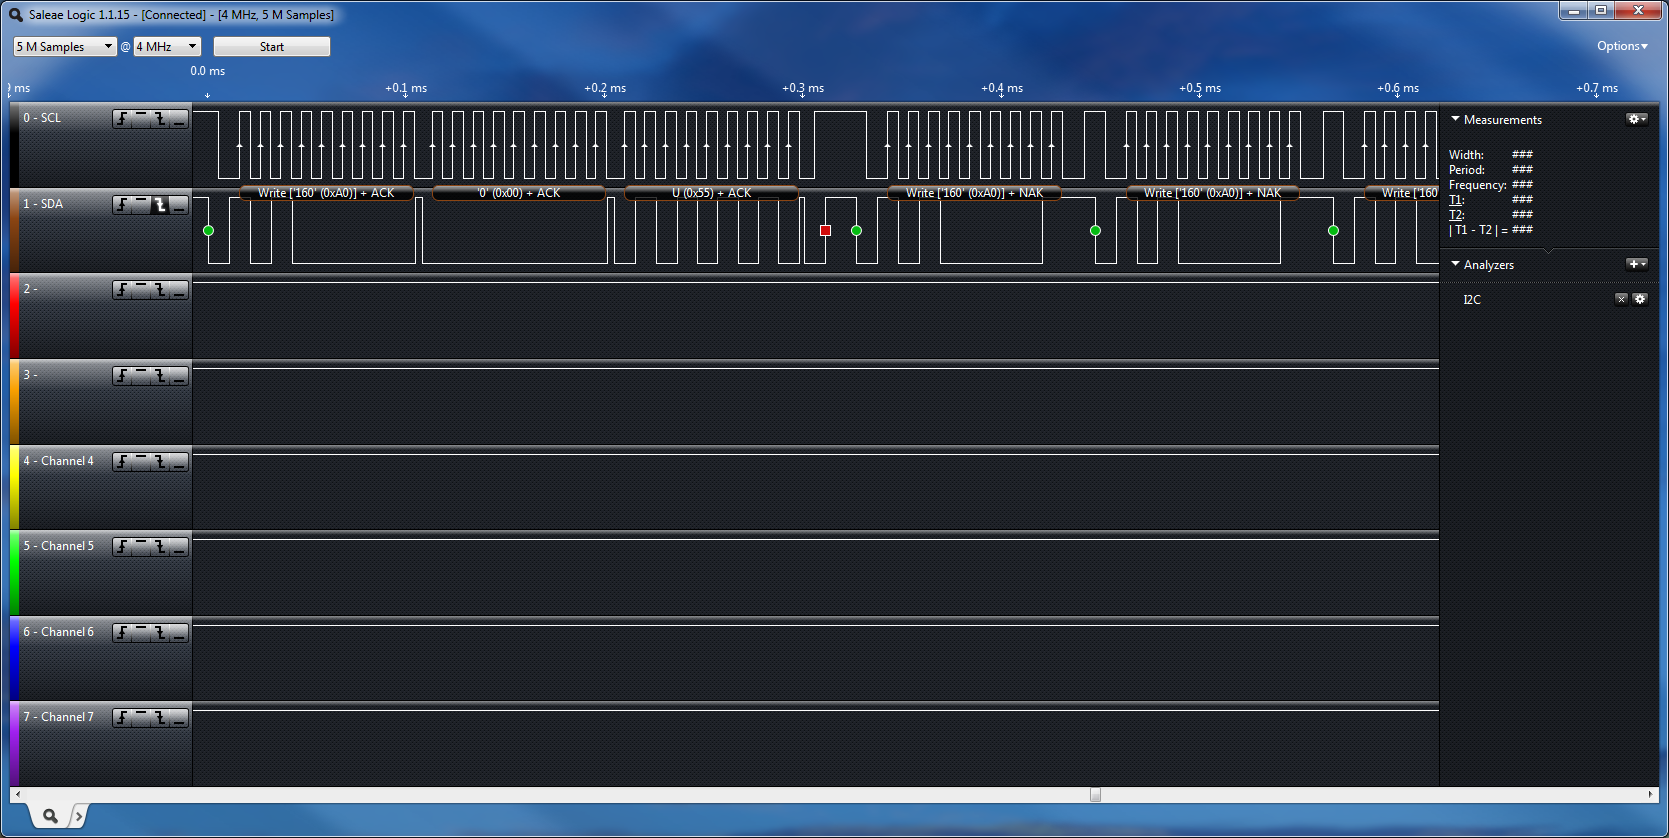 Saleae Logic 1.1.15 - [Connected] - [4 MHz, 5 M Samples]
5 M Samples @ 4 MHz Start Options
0.0 ms
ms +0.1 ms +0.2 ms +0.3 ms +0.4 ms +0.5 ms +0.6 ms +0.7 ms
0 - SCL
Write ['160' (0xA0)] + ACK '0' (0x00) + ACK U (0x55) + ACK Write ['160' (0xA0)] + NAK Write ['160' (0xA0)] + NAK Write ['160
1 - SDA
2 -
3 -
4 - Channel 4
5 - Channel 5
6 - Channel 6
7 - Channel 7
Measurements
Width: ###
Period: ###
Frequency: ###
T1: ###
T2: ###
| T1 - T2 | = ###
Analyzers
I2C